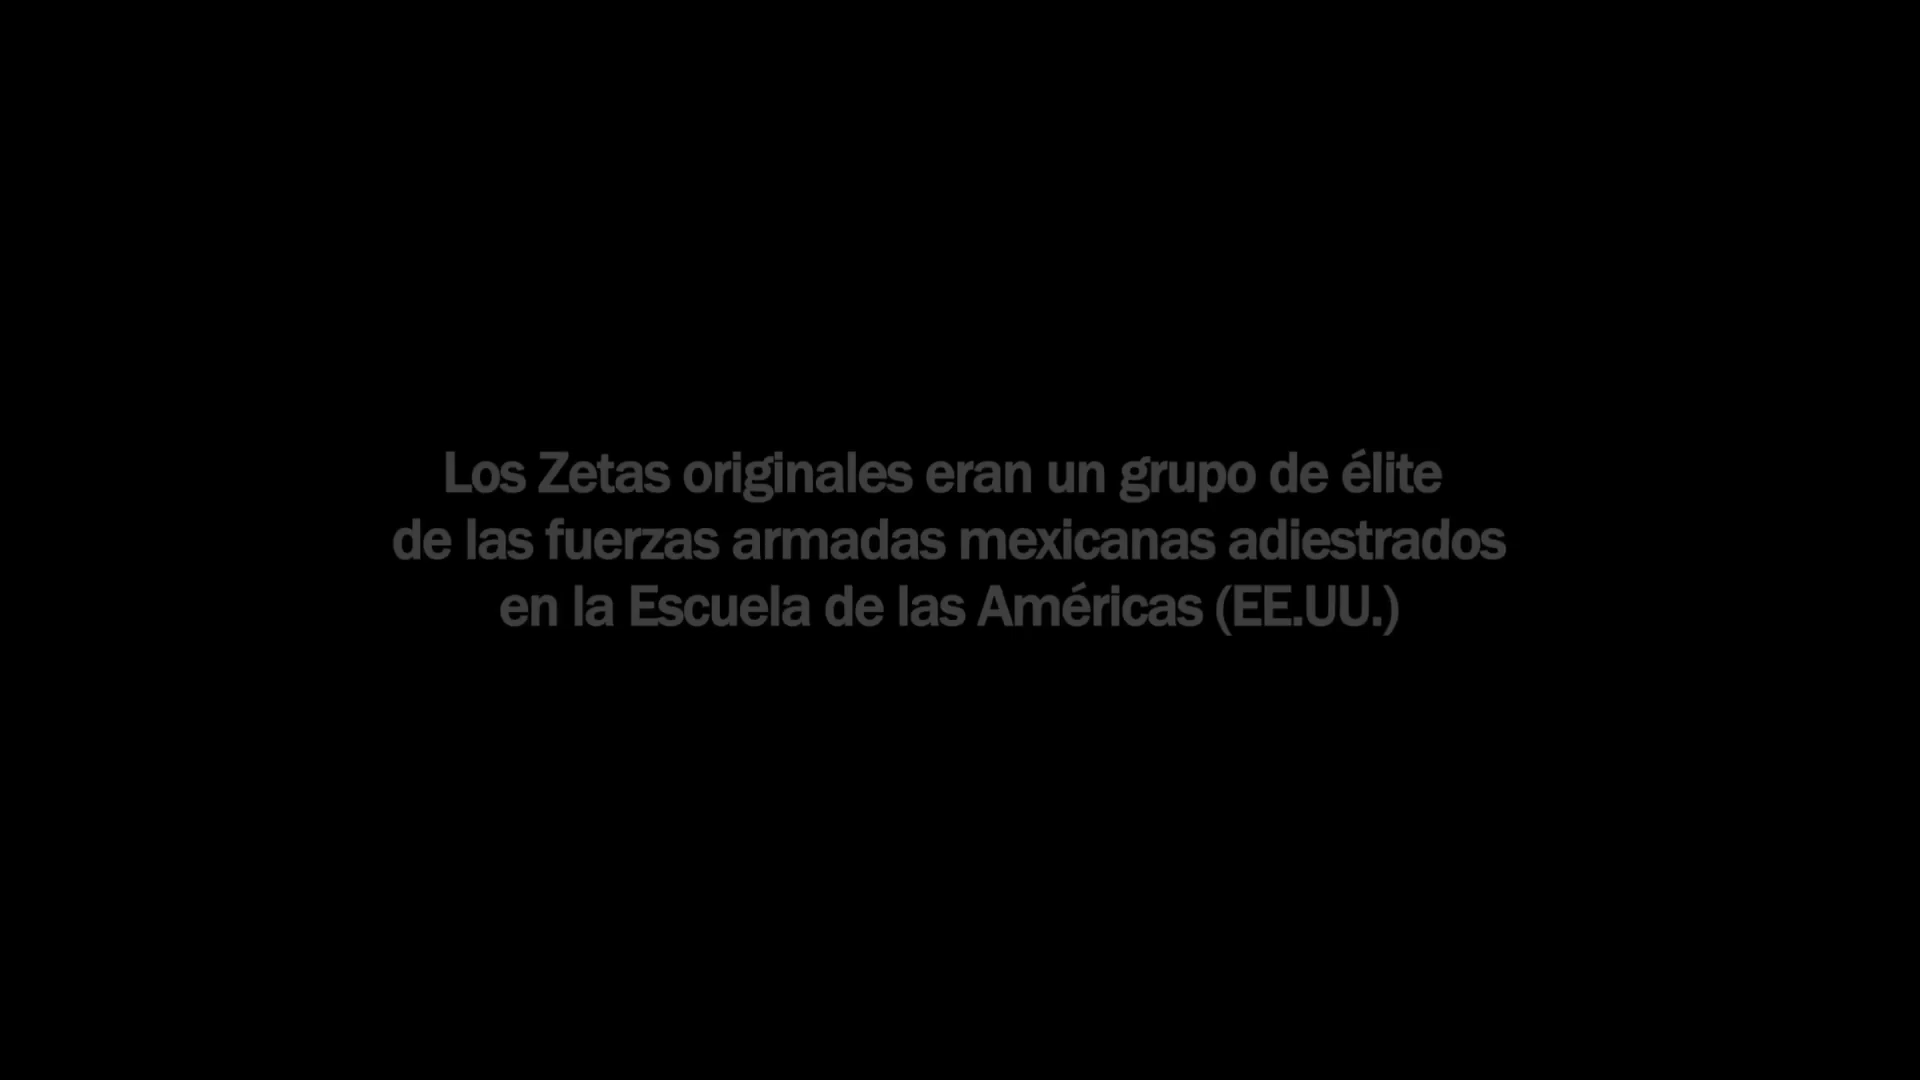 Los Zetas originales eran un grupo de élite
de las fuerzas armadas mexicanas adiestrados
en la Escuela de las Américas (EE.UU.)